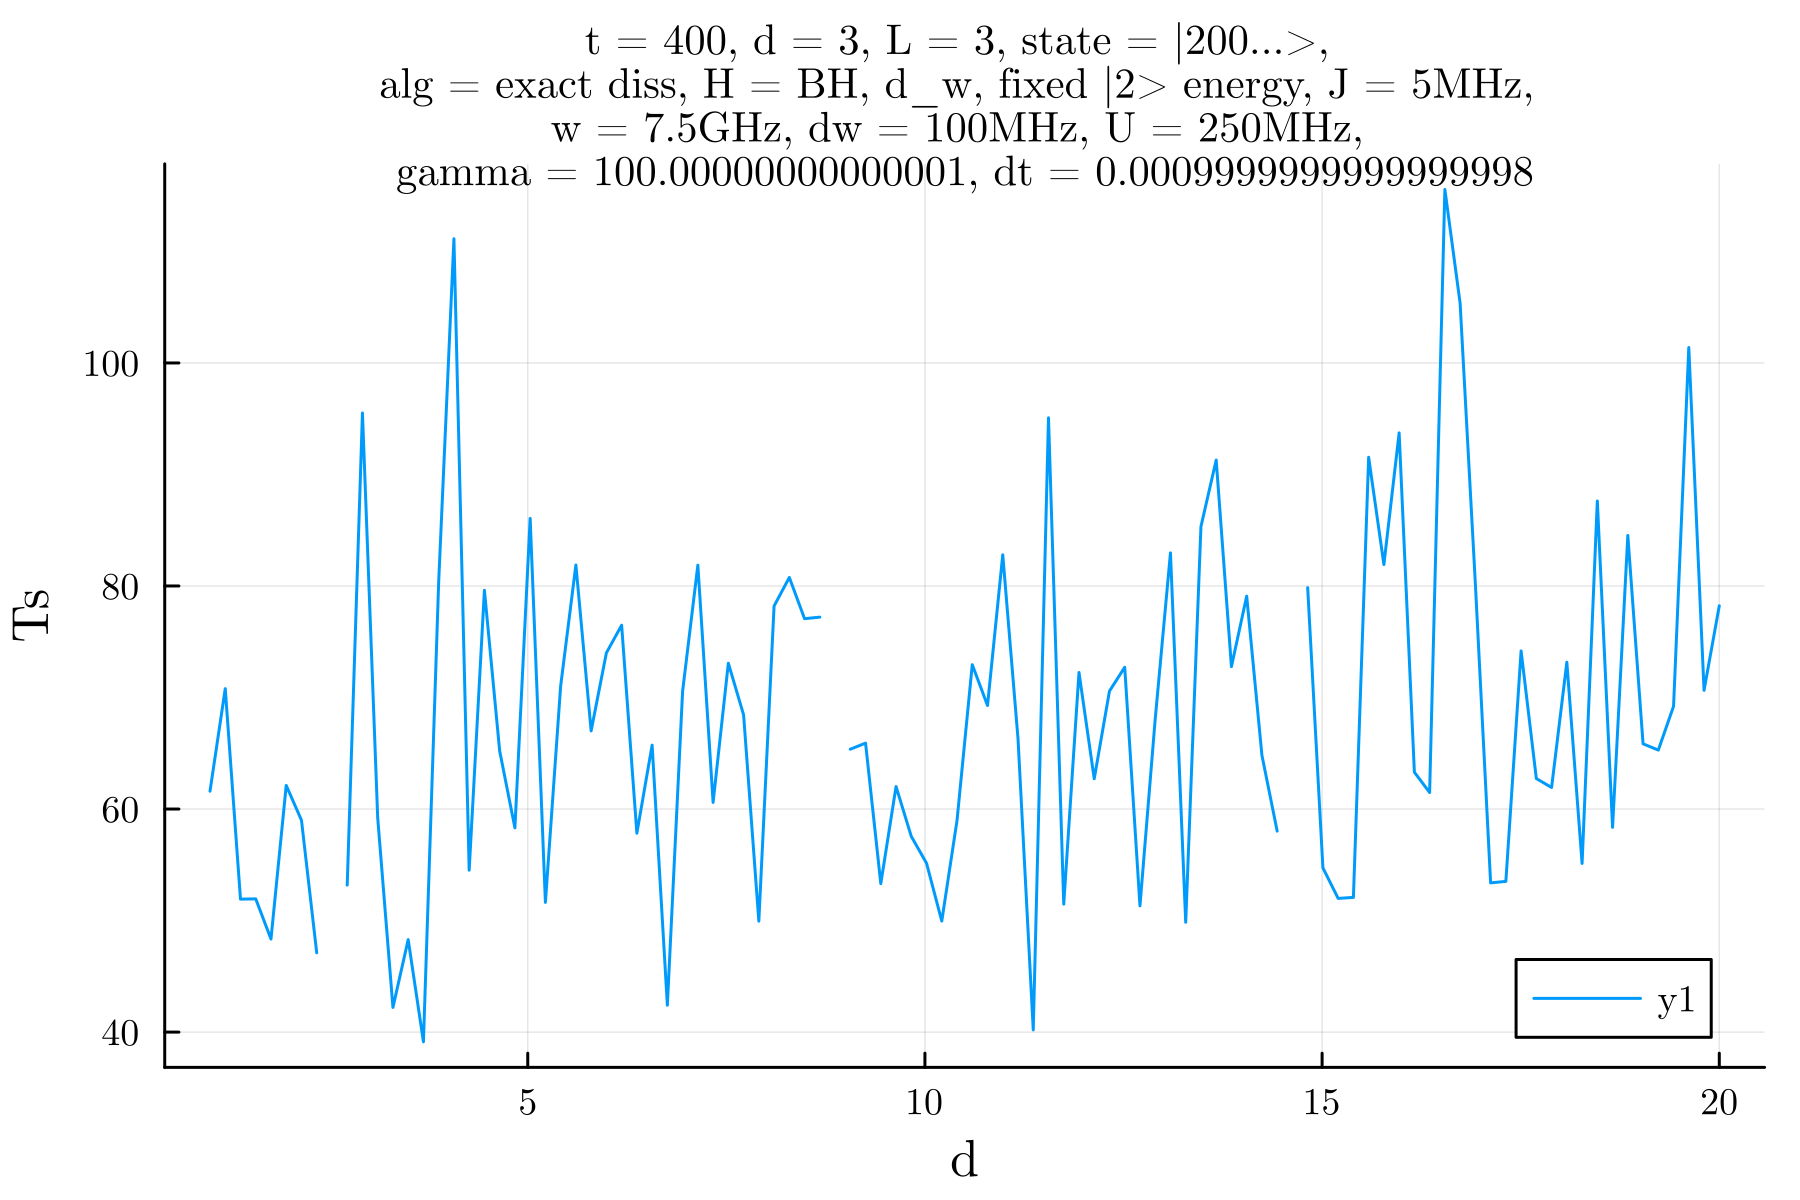 t = 400, d = 3, L = 3, state = |200...>,
alg = exact diss, H = BH, d_w, fixed |2> energy, J = 5MHz,
w = 7.5GHz, dw = 100MHz, U = 250MHz,
gamma = 100.00000000000001, dt = 0.0009999999999999998
100
80
60
40
Ts
y1
5
10
15
20
d